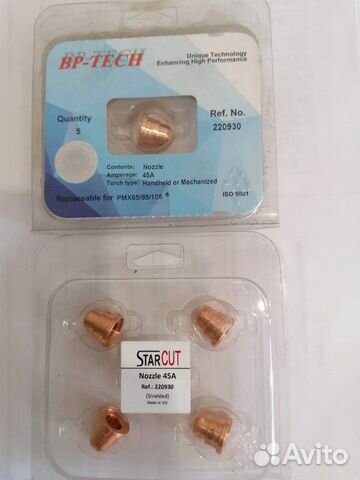 BP-TECH
BP-TECH
Unique Technology
Enhancing High Performance
Quantity
5
Ref. No.
220930
Contents: Nozzle
Amperage: 45A
Torch type: Handheld or Mechanized
Replaceable for PMX65/85/105 ®
ISO 9001
STARCUT
Nozzle 45A
Ref.: 220930
(Shielded)
Made in: EU
Avito